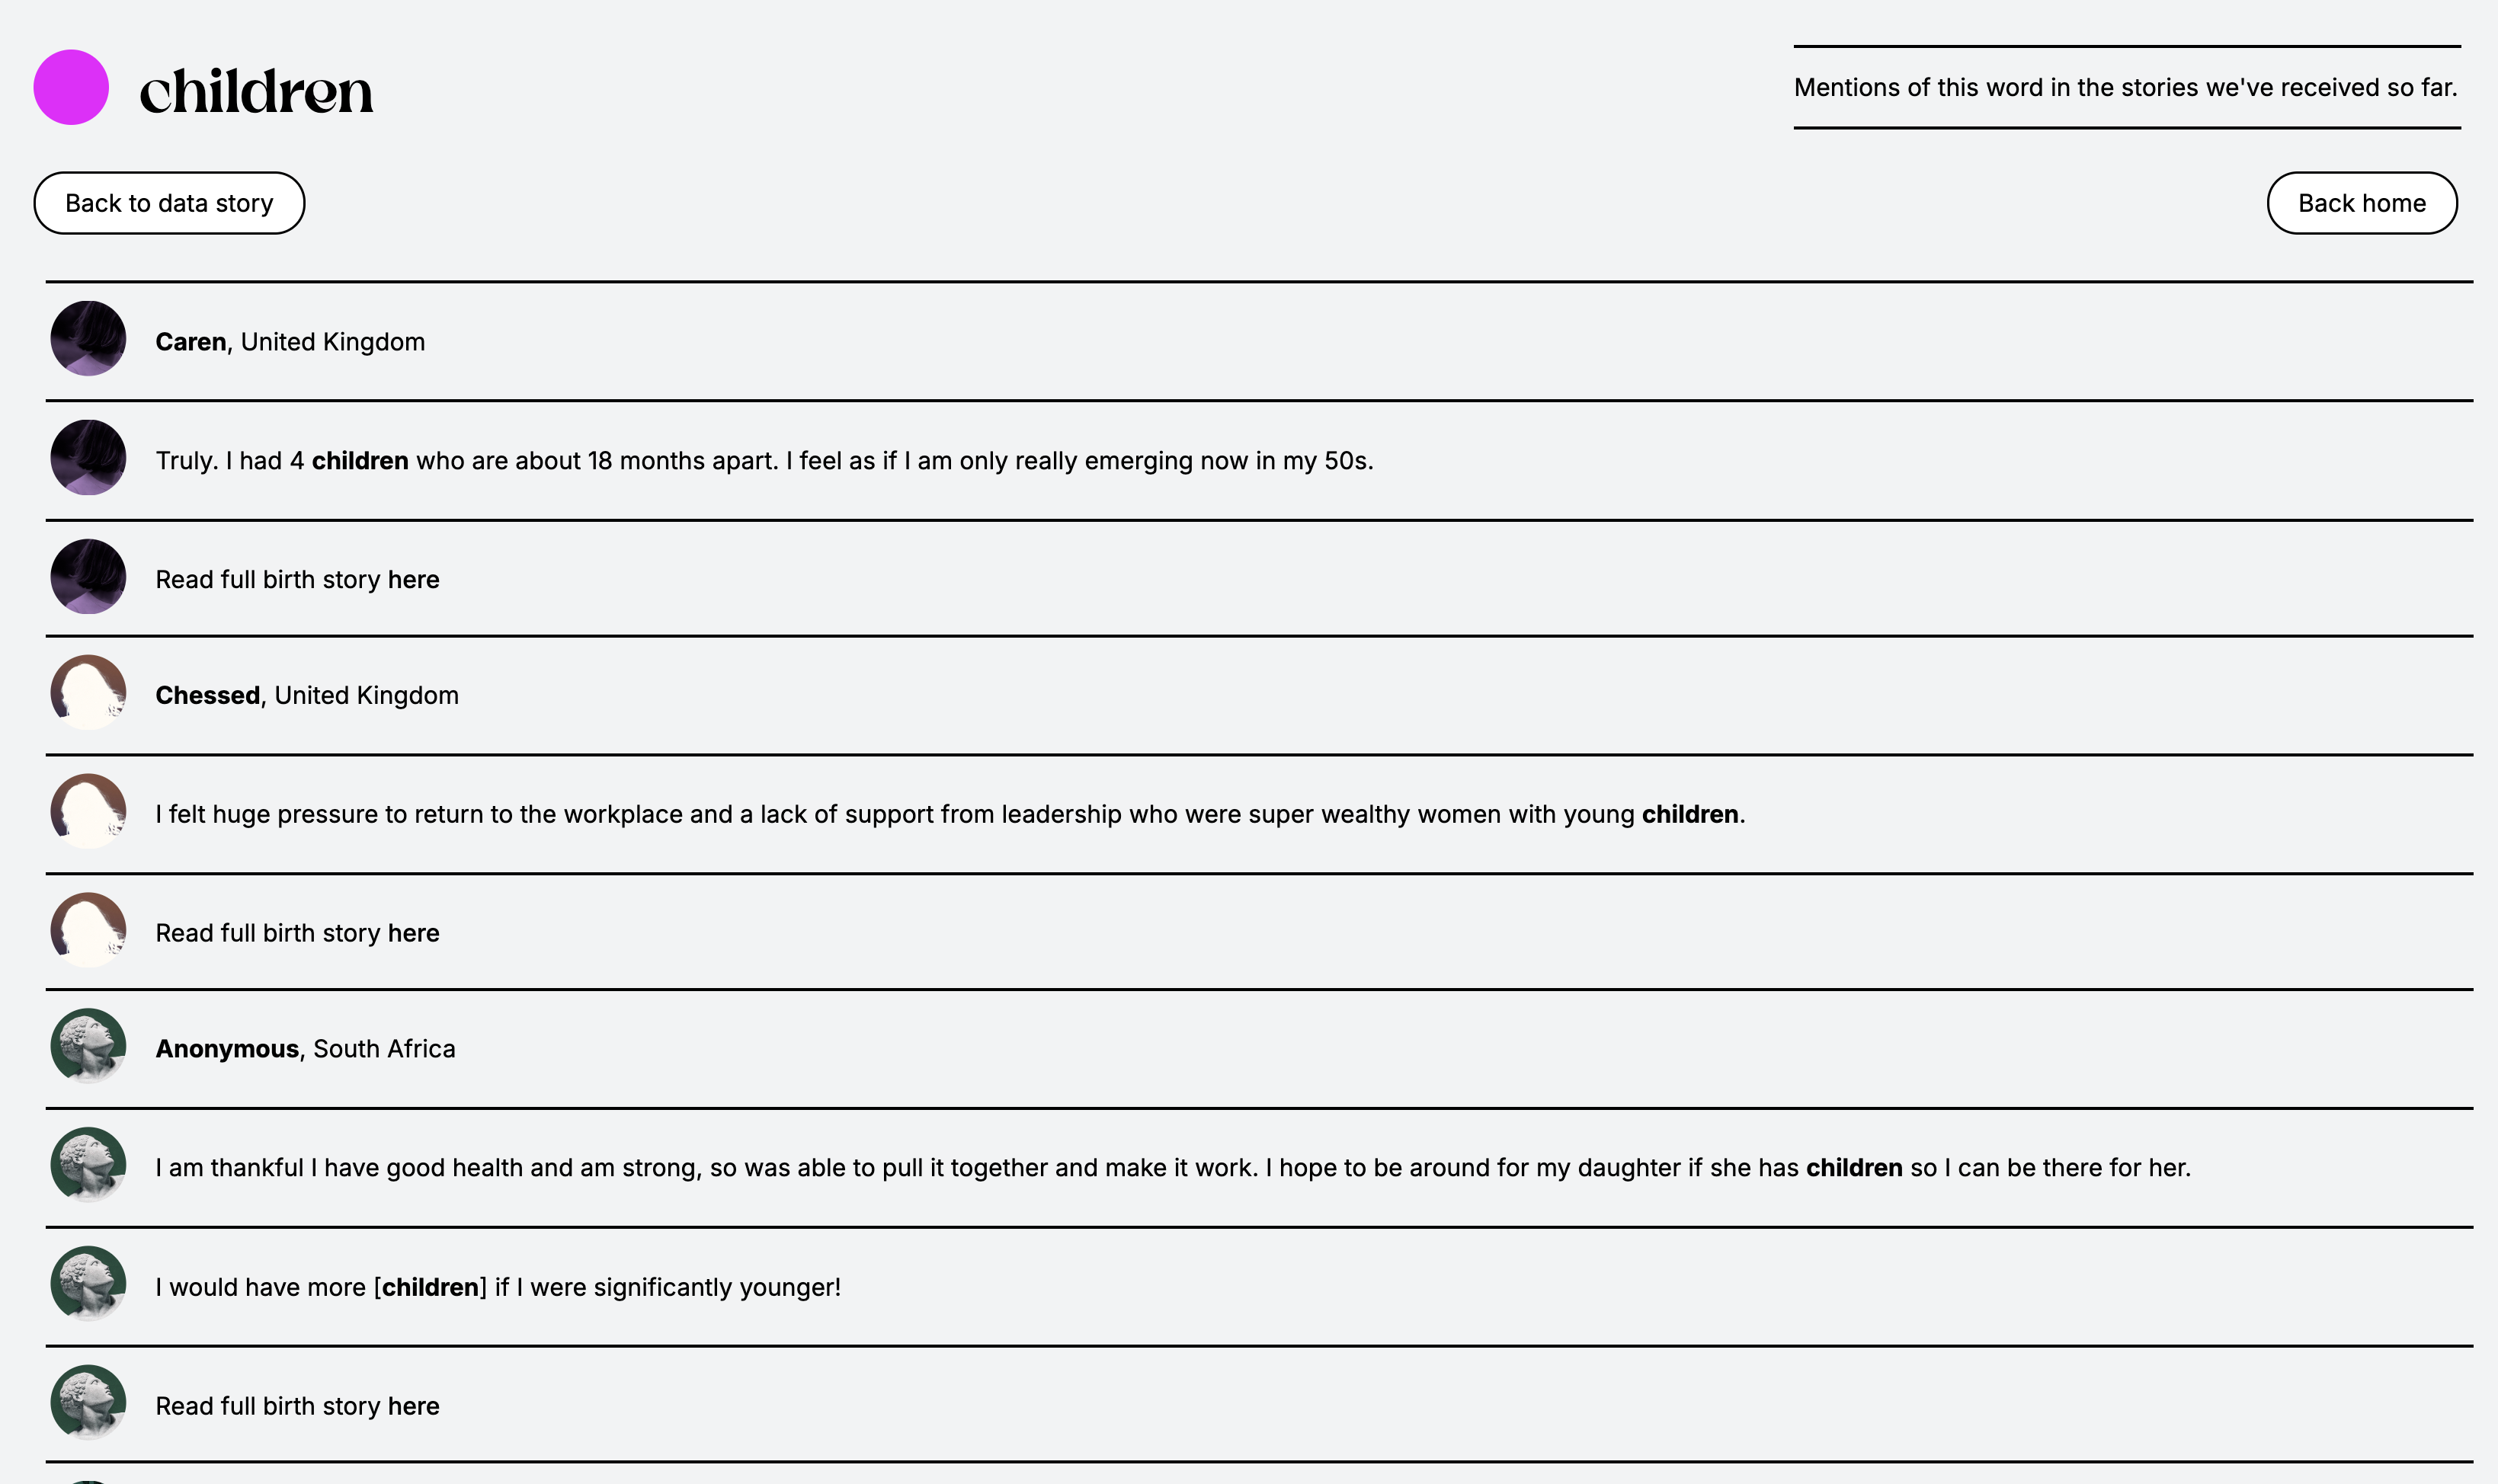 children
Mentions of this word in the stories we've received so far.
Back to data story
Back home
Caren, United Kingdom
Truly. I had 4 children who are about 18 months apart. I feel as if I am only really emerging now in my 50s.
Read full birth story here
Chessed, United Kingdom
I felt huge pressure to return to the workplace and a lack of support from leadership who were super wealthy women with young children.
Read full birth story here
Anonymous, South Africa
I am thankful I have good health and am strong, so was able to pull it together and make it work. I hope to be around for my daughter if she has children so I can be there for her.
I would have more [children] if I were significantly younger!
Read full birth story here